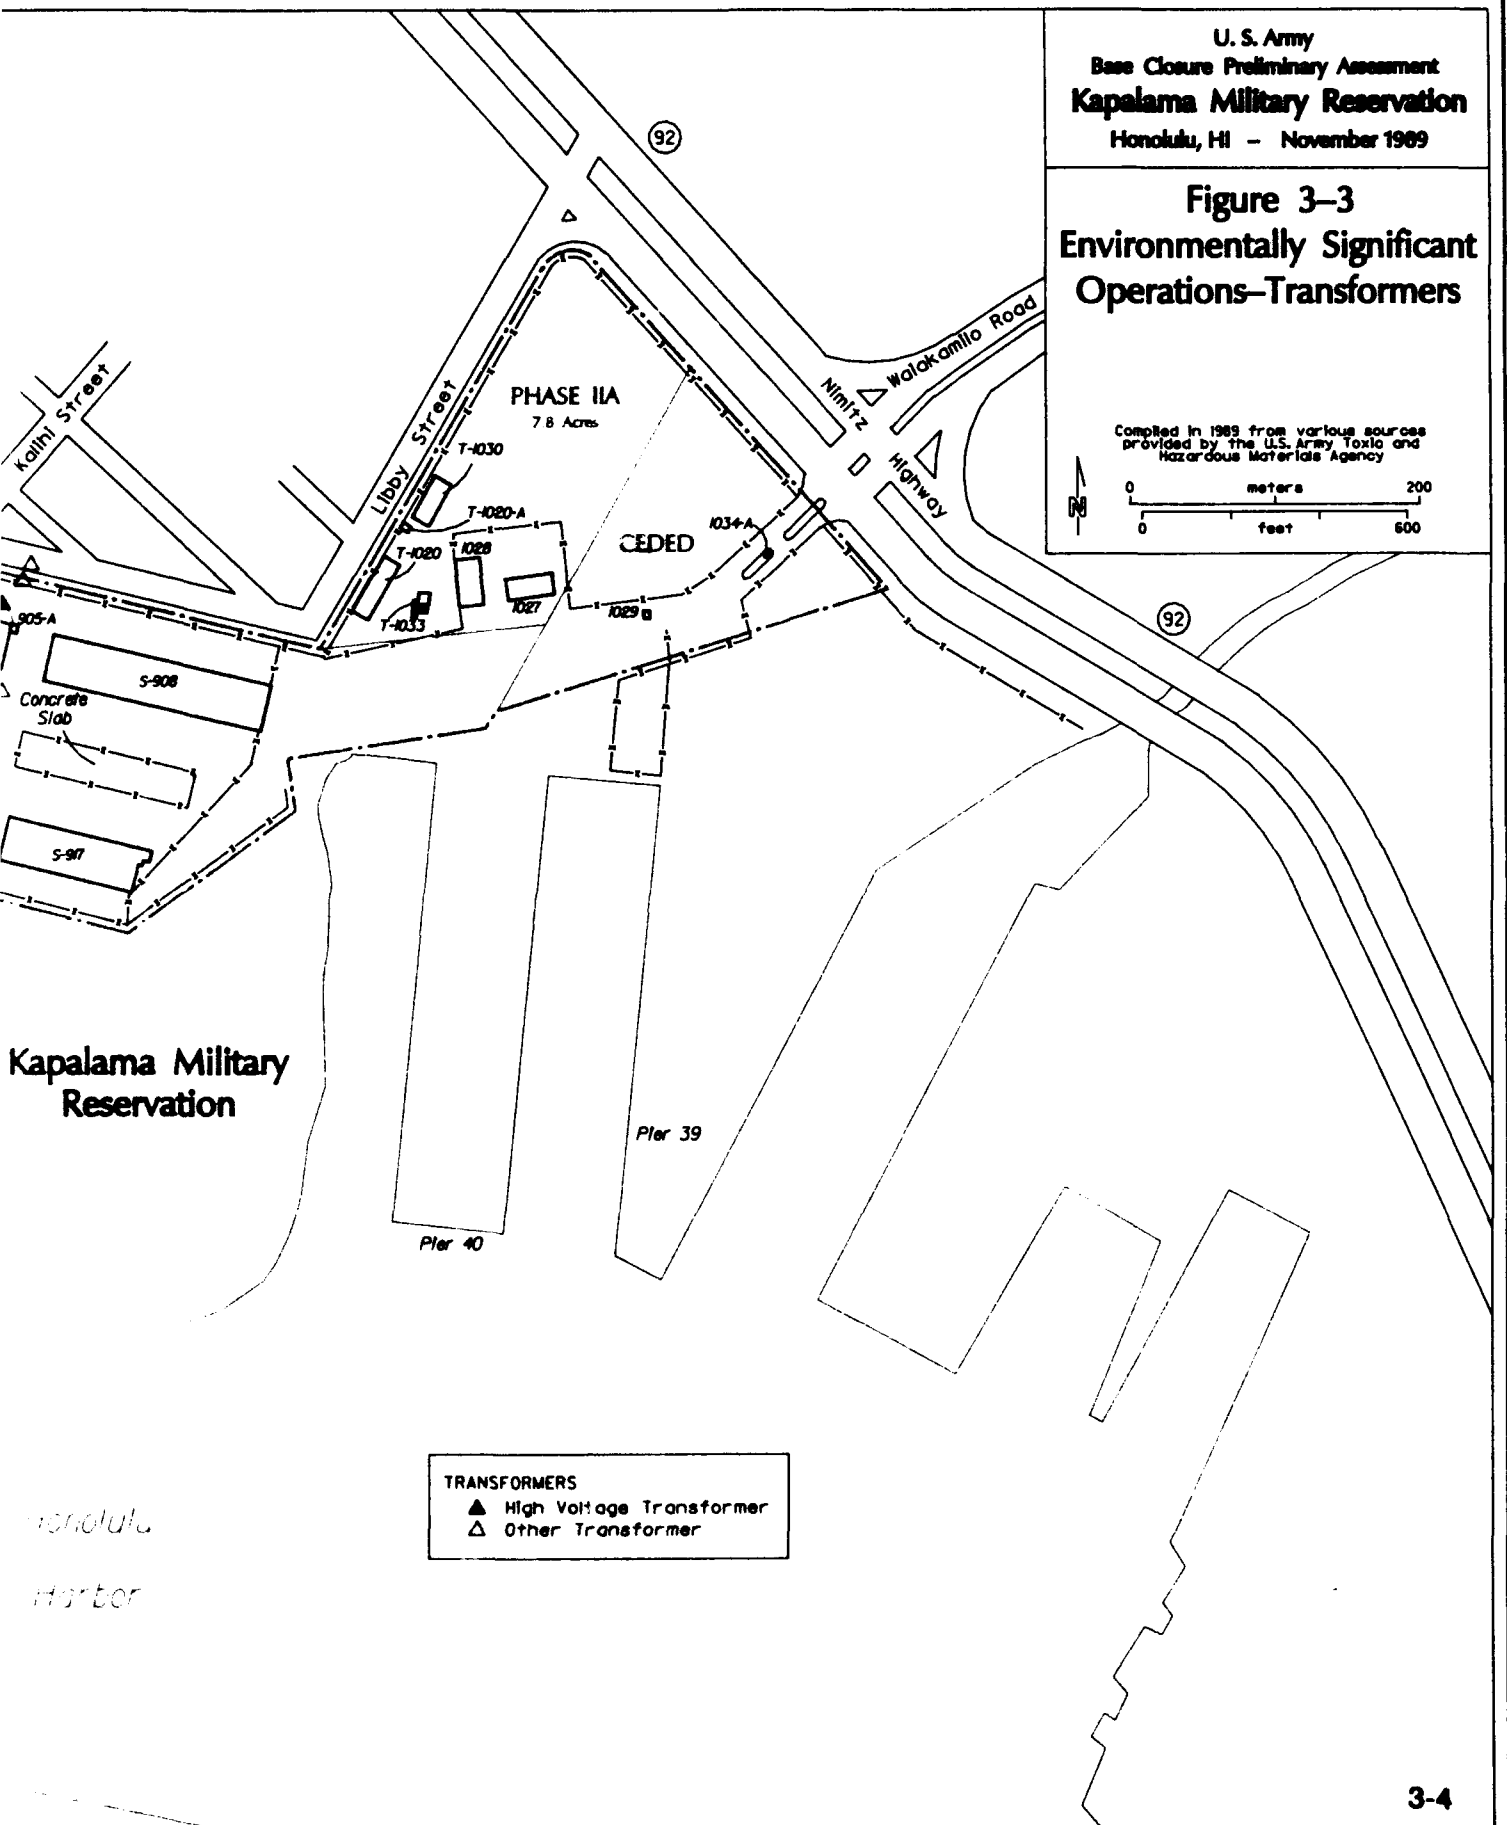 U. S. Army
Base Closure Preliminary Assessment
Kapalama Military Reservation
Honolulu, HI – November 1989
Figure 3–3
Environmentally Significant
Operations–Transformers
Compiled in 1989 from various sources
provided by the U.S. Army Toxic and
Hazardous Materials Agency
0 meters 200
N
0 feet 600
92
Walakamilo Road
Nimitz
Highway
Kalihi Street
Libby Street
PHASE IIA
7.8 Acres
T-1030
T-1020-A
1034-A
CEDED
T-1020
1028
1027
1029
T-1033
92
905-A
S-908
Concrete
Slab
S-917
Kapalama Military
Reservation
Pier 39
Pier 40
TRANSFORMERS
High Voltage Transformer
Other Transformer
Harbor
3-4